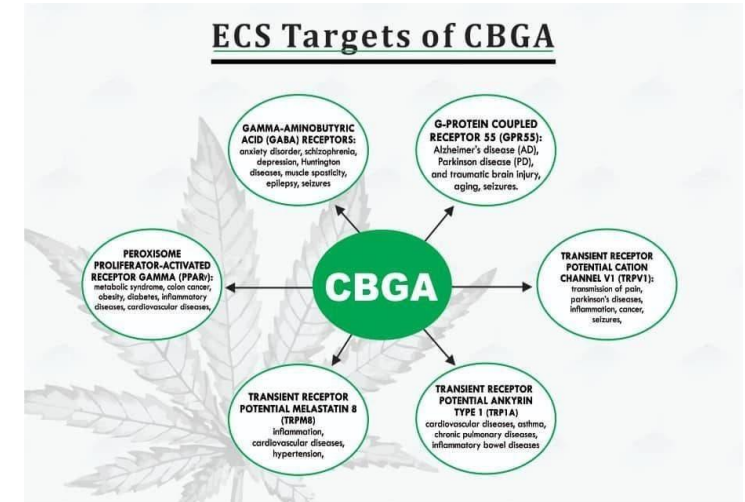 ECS Targets of CBGA
GAMMA-AMINOBUTYRIC
ACID (GABA) RECEPTORS:
anxiety disorder, schizophrenia,
depression, Huntington
diseases, muscle spasticity,
epilepsy, seizures
G-PROTEIN COUPLED
RECEPTOR 55 (GPR55):
Alzheimer's disease (AD),
Parkinson disease (PD),
and traumatic brain injury,
aging, seizures.
PEROXISOME
PROLIFERATOR-ACTIVATED
RECEPTOR GAMMA (PPARγ):
metabolic syndrome, colon cancer,
obesity, diabetes, inflammatory
diseases, cardiovascular diseases,
CBGA
TRANSIENT RECEPTOR
POTENTIAL CATION
CHANNEL V1 (TRPV1):
transmission of pain,
parkinson's diseases,
inflammation, cancer,
seizures,
TRANSIENT RECEPTOR
POTENTIAL MELASTATIN 8
(TRPM8)
inflammation,
cardiovascular diseases,
hypertension,
TRANSIENT RECEPTOR
POTENTIAL ANKYRIN
TYPE 1 (TRP1A)
cardiovascular diseases, asthma,
chronic pulmonary diseases,
inflammatory bowel diseases